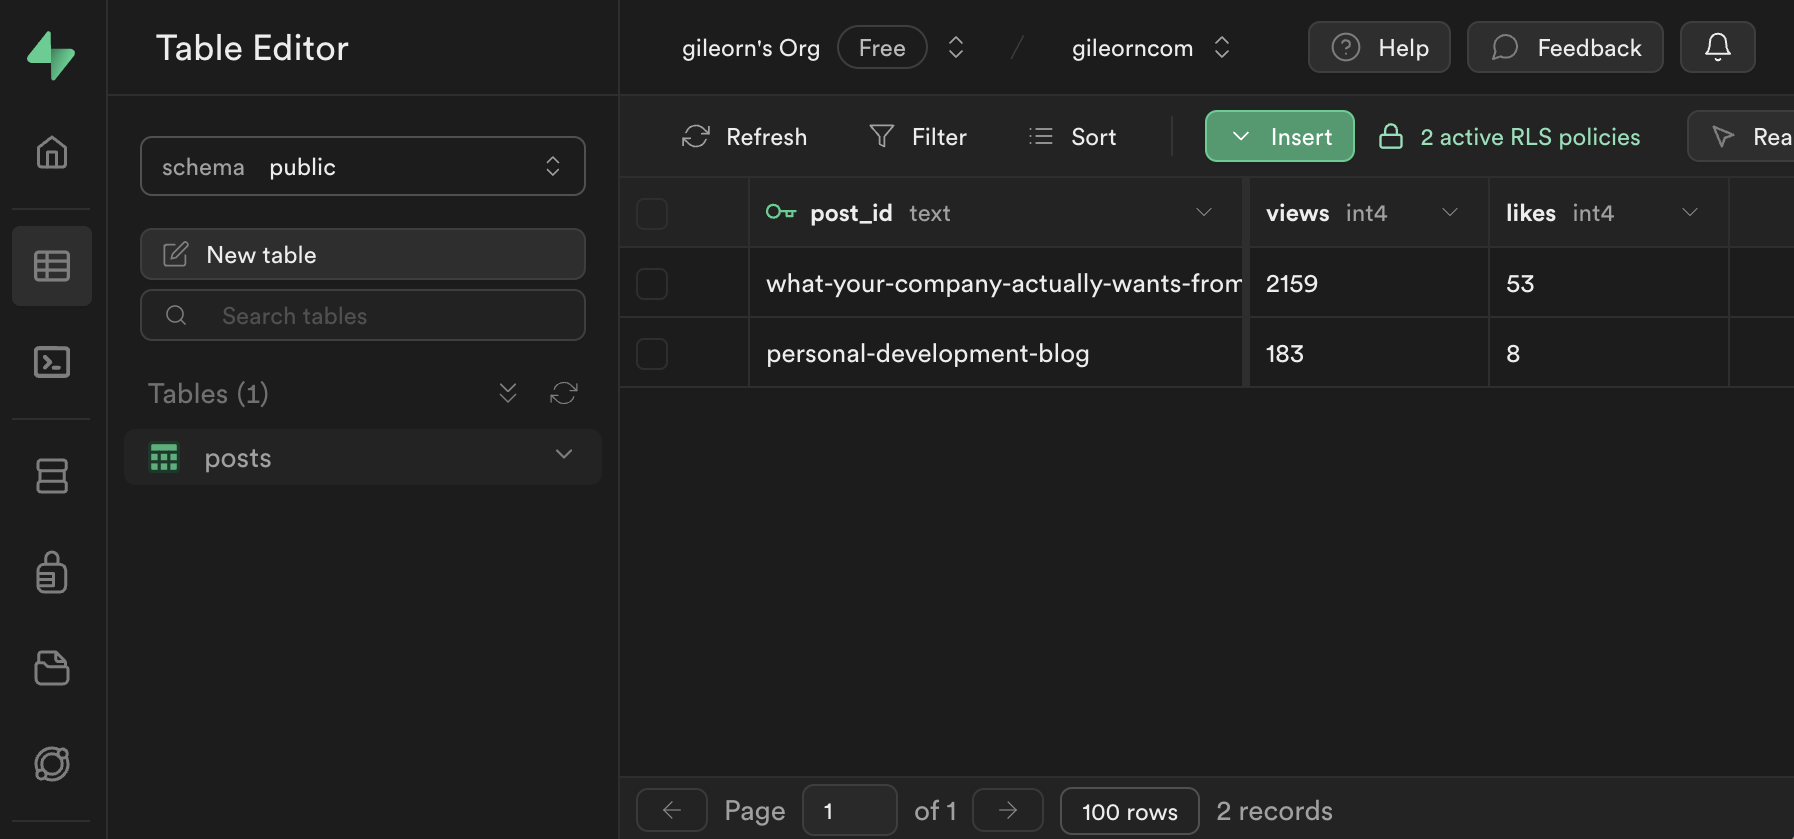 Table Editor
gileorn's Org Free / gileorncom Help Feedback
schema public
New table
Search tables
Tables (1)
posts
Refresh Filter Sort Insert 2 active RLS policies Rea
post_id text views int4 likes int4
what-your-company-actually-wants-from 2159 53
personal-development-blog 183 8
Page 1 of 1 100 rows 2 records